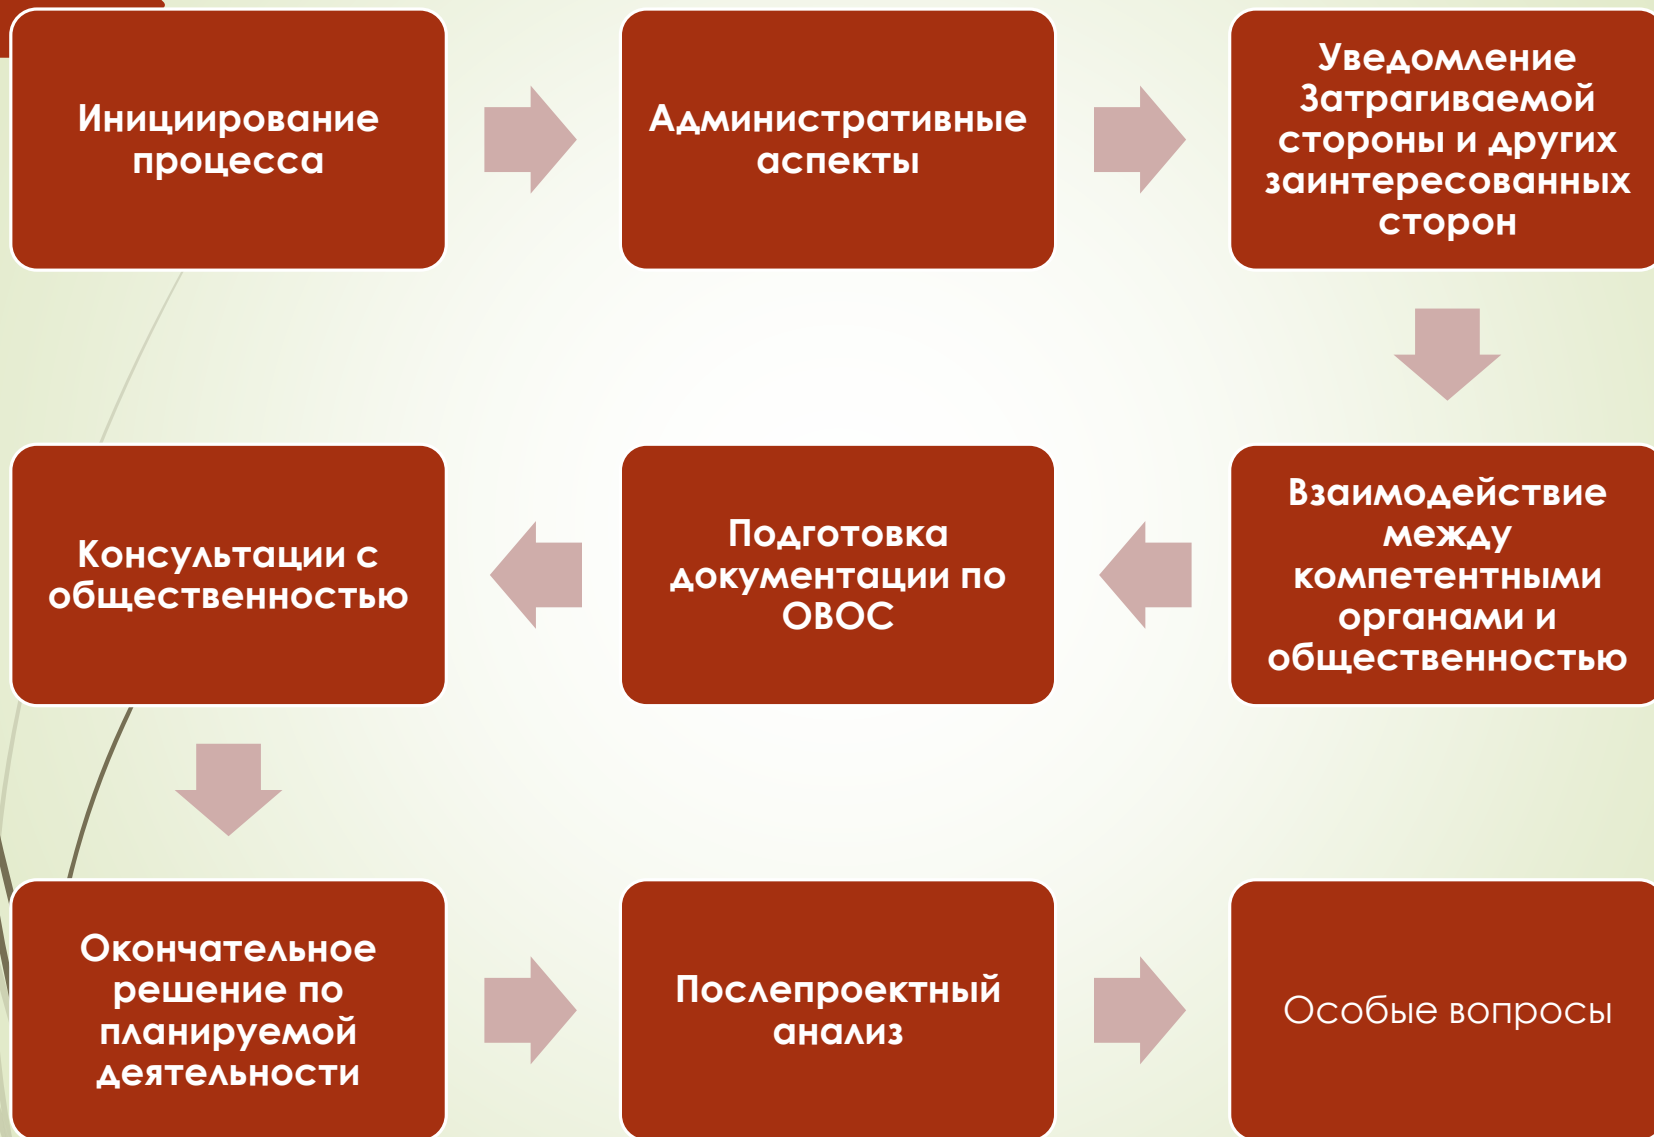 Инициирование
процесса
Административные
аспекты
Уведомление
Затрагиваемой
стороны и других
заинтересованных
сторон
Взаимодействие
между
компетентными
органами и
общественностью
Подготовка
документации по
ОВОС
Консультации с
общественностью
Окончательное
решение по
планируемой
деятельности
Послепроектный
анализ
Особые вопросы